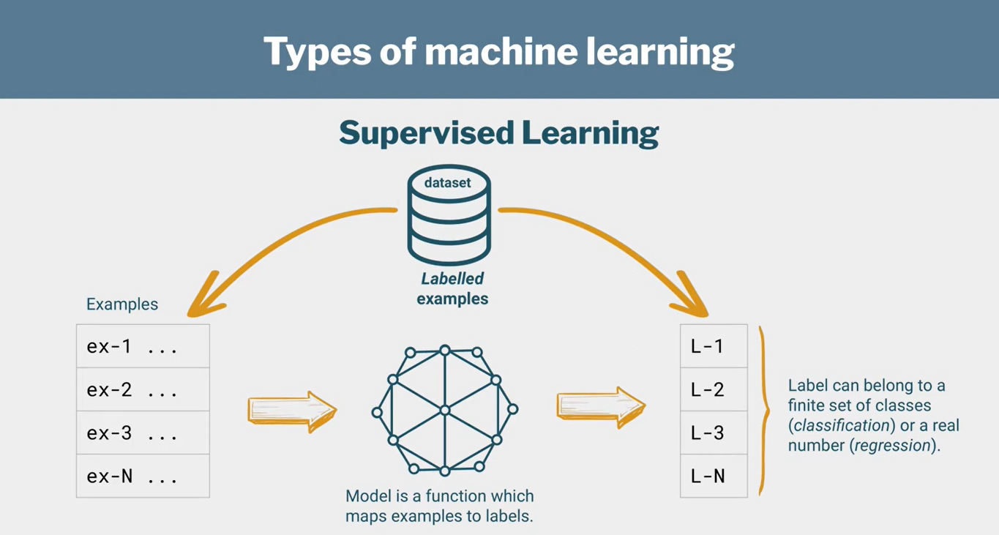 Types of machine learning
Supervised Learning
dataset
Labelled
examples
Examples
ex-1 ...
ex-2 ...
ex-3 ...
ex-N ...
Model is a function which
maps examples to labels.
L-1
L-2
L-3
L-N
Label can belong to a
finite set of classes
(classification) or a real
number (regression).